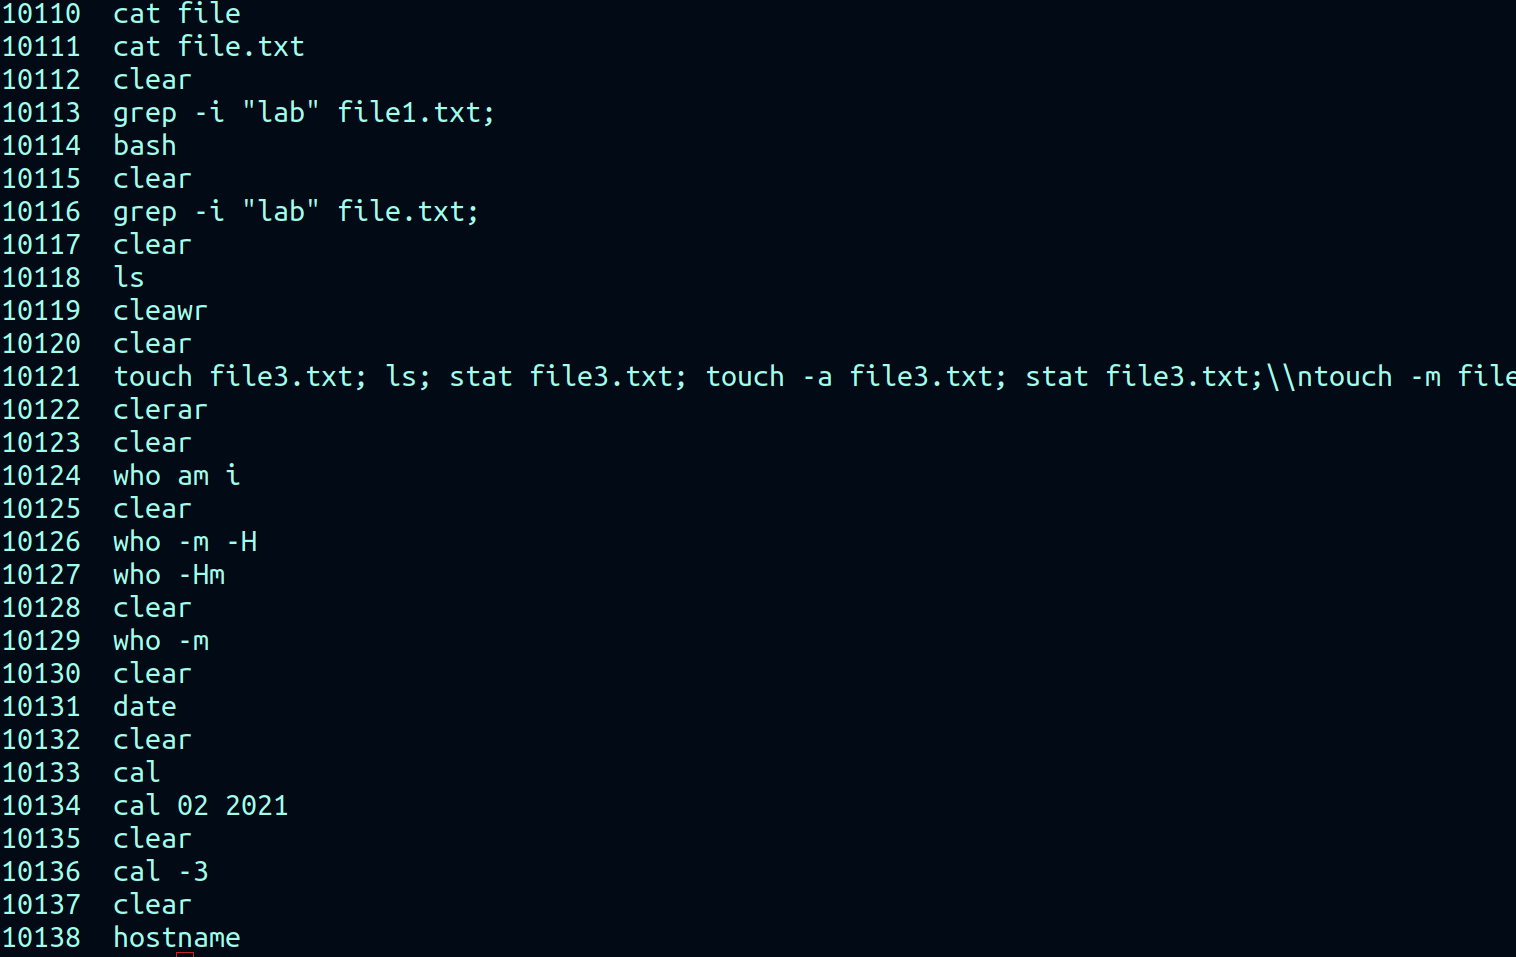 10110  cat file
10111  cat file.txt
10112  clear
10113  grep -i "lab" file1.txt;
10114  bash
10115  clear
10116  grep -i "lab" file.txt;
10117  clear
10118  ls
10119  cleawr
10120  clear
10121  touch file3.txt; ls; stat file3.txt; touch -a file3.txt; stat file3.txt;\\ntouch -m file
10122  clerar
10123  clear
10124  who am i
10125  clear
10126  who -m -H
10127  who -Hm
10128  clear
10129  who -m
10130  clear
10131  date
10132  clear
10133  cal
10134  cal 02 2021
10135  clear
10136  cal -3
10137  clear
10138  hostname